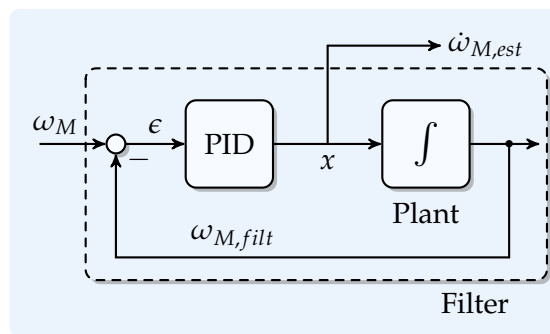 ω̇_{M,est}
ω_M
ϵ
PID
∫
−
x
Plant
ω_{M,filt}
Filter